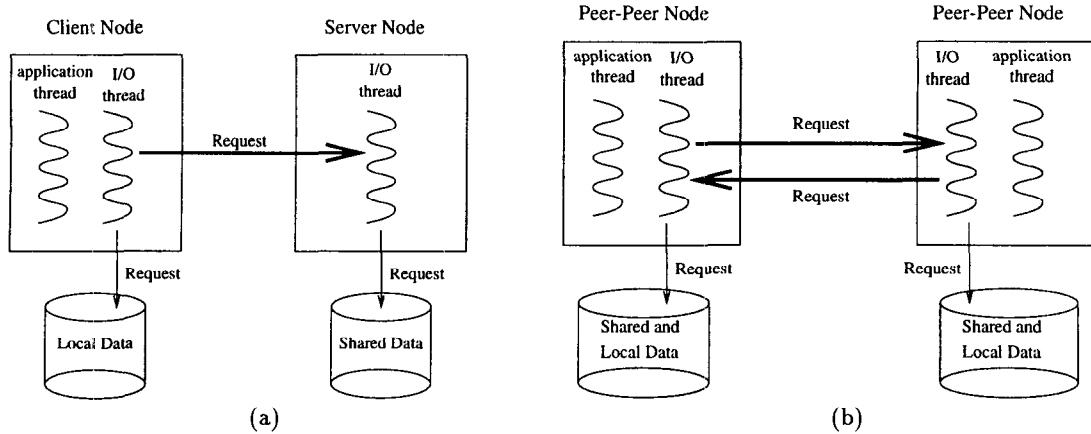 Client Node
Server Node
application
thread
I/O
thread
I/O
thread
Request
Request
Request
Local Data
Shared Data
(a)
Peer-Peer Node
Peer-Peer Node
application
thread
I/O
thread
I/O
thread
application
thread
Request
Request
Request
Request
Shared and
Local Data
Shared and
Local Data
(b)